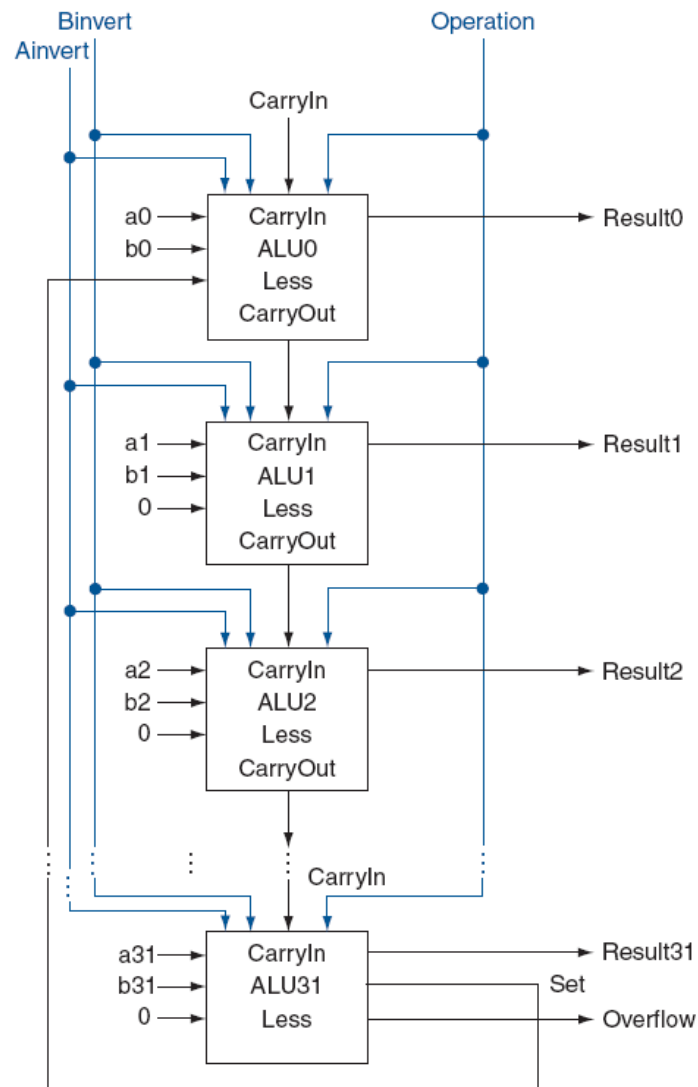 Binvert
Operation
Ainvert
CarryIn
a0
CarryIn
Result0
b0
ALU0
Less
CarryOut
a1
CarryIn
Result1
b1
ALU1
0
Less
CarryOut
a2
CarryIn
Result2
b2
ALU2
0
Less
CarryOut
CarryIn
a31
CarryIn
Result31
b31
ALU31
Set
0
Less
Overflow